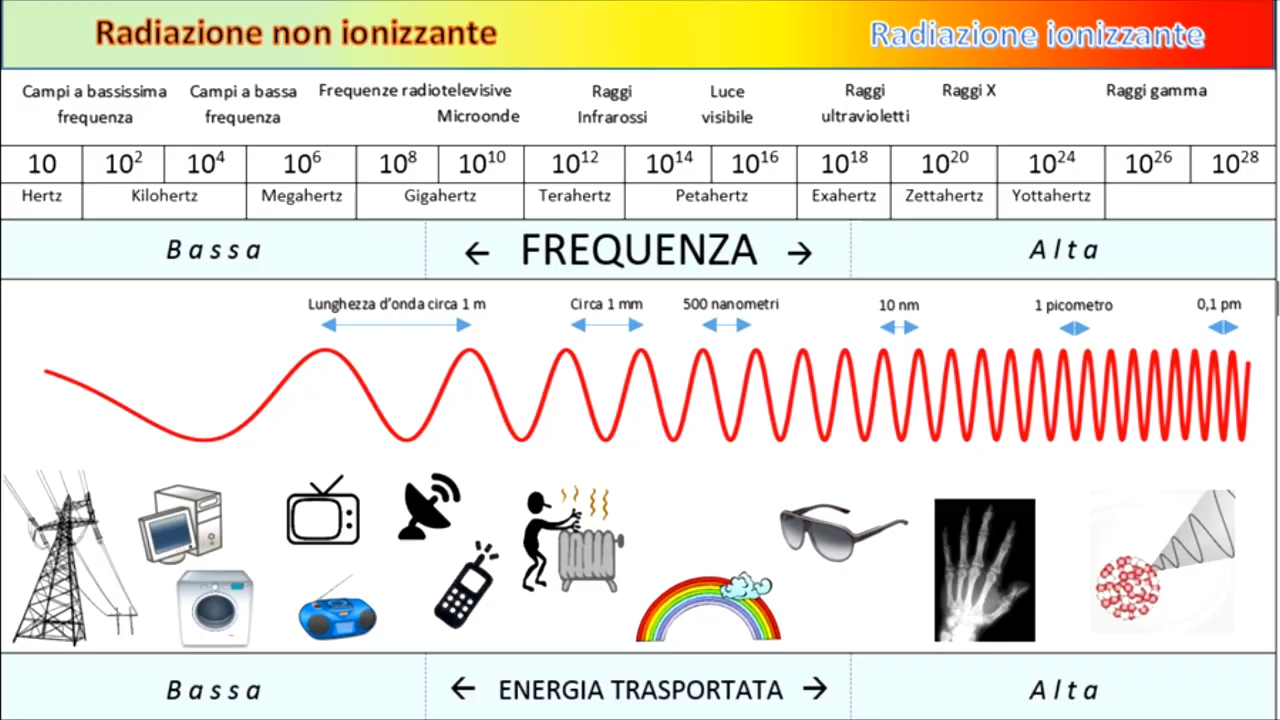 Radiazione non ionizzante
Radiazione ionizzante
Campi a bassissima frequenza
Campi a bassa frequenza
Frequenze radiotelevisive
Microonde
Raggi Infrarossi
Luce visibile
Raggi ultravioletti
Raggi X
Raggi gamma
10 10² 10⁴ 10⁶ 10⁸ 10¹⁰ 10¹² 10¹⁴ 10¹⁶ 10¹⁸ 10²⁰ 10²⁴ 10²⁶ 10²⁸
Hertz Kilohertz Megahertz Gigahertz Terahertz Petahertz Exahertz Zettahertz Yottahertz
Bassa ← FREQUENZA → Alta
Lunghezza d'onda circa 1 m Circa 1 mm 500 nanometri 10 nm 1 picometro 0,1 pm
Bassa ← ENERGIA TRASPORTATA → Alta